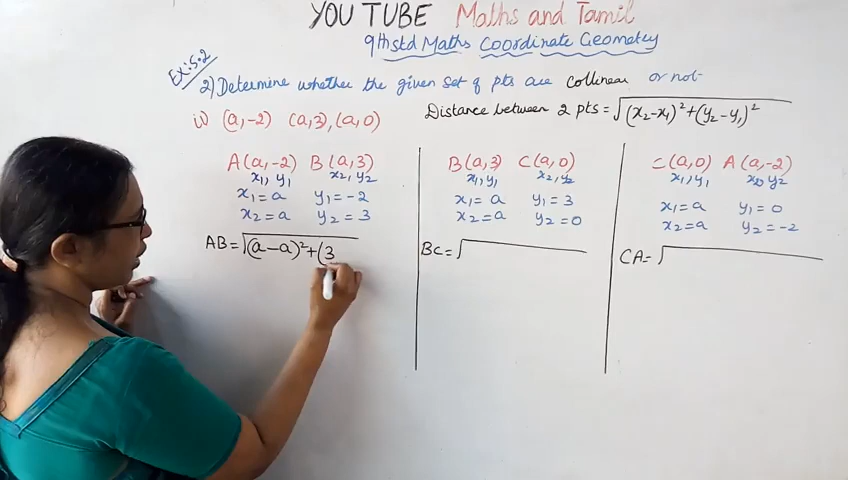 YOU TUBE Maths and Tamil
9th std Maths Coordinate Geometry
Ex:5.2
2) Determine whether the given set of pts are collinear or not
i) (a,-2) (a,3),(a,0)
Distance between 2 pts = √(x₂-x₁)²+(y₂-y₁)²
A(a,-2) B(a,3)
x₁,y₁ x₂,y₂
x₁=a y₁=-2
x₂=a y₂=3
AB=√(a-a)²+(3
B(a,3) C(a,0)
x₁,y₁ x₂,y₂
x₁=a y₁=3
x₂=a y₂=0
BC=√
C(a,0) A(a,-2)
x₁,y₁ x₂,y₂
x₁=a y₁=0
x₂=a y₂=-2
CA=√